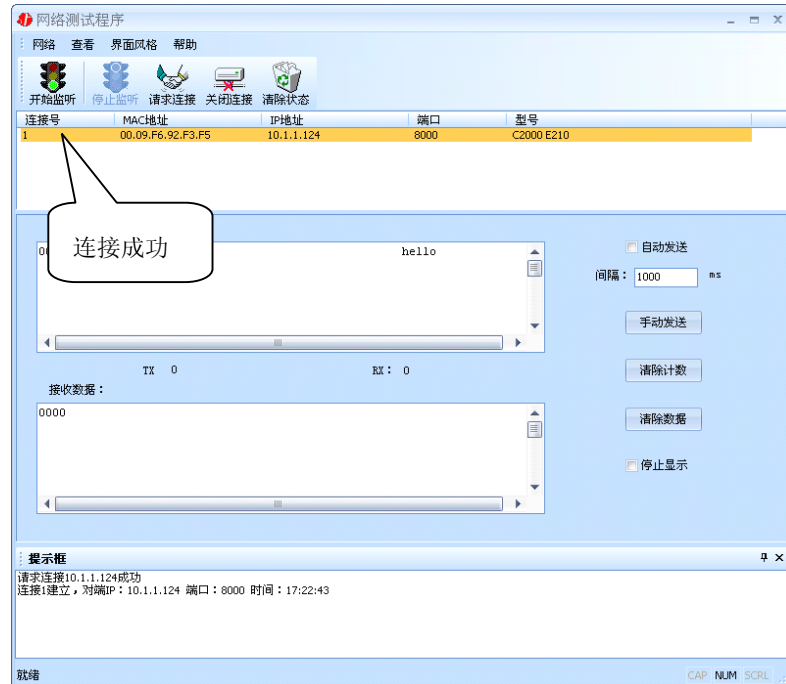 网络测试程序
网络 查看 界面风格 帮助
开始监听 停止监听 请求连接 关闭连接 清除状态
连接号 MAC地址 IP地址 端口 型号
1 00.09.F6.92.F3.F5 10.1.1.124 8000 C2000 E210
连接成功
hello
自动发送
间隔： 1000 ms
手动发送
TX 0 RX： 0
清除计数
接收数据：
0000
清除数据
停止显示
提示框
请求连接10.1.1.124成功
连接1建立，对端IP：10.1.1.124 端口：8000 时间：17:22:43
就绪
CAP NUM SCRL